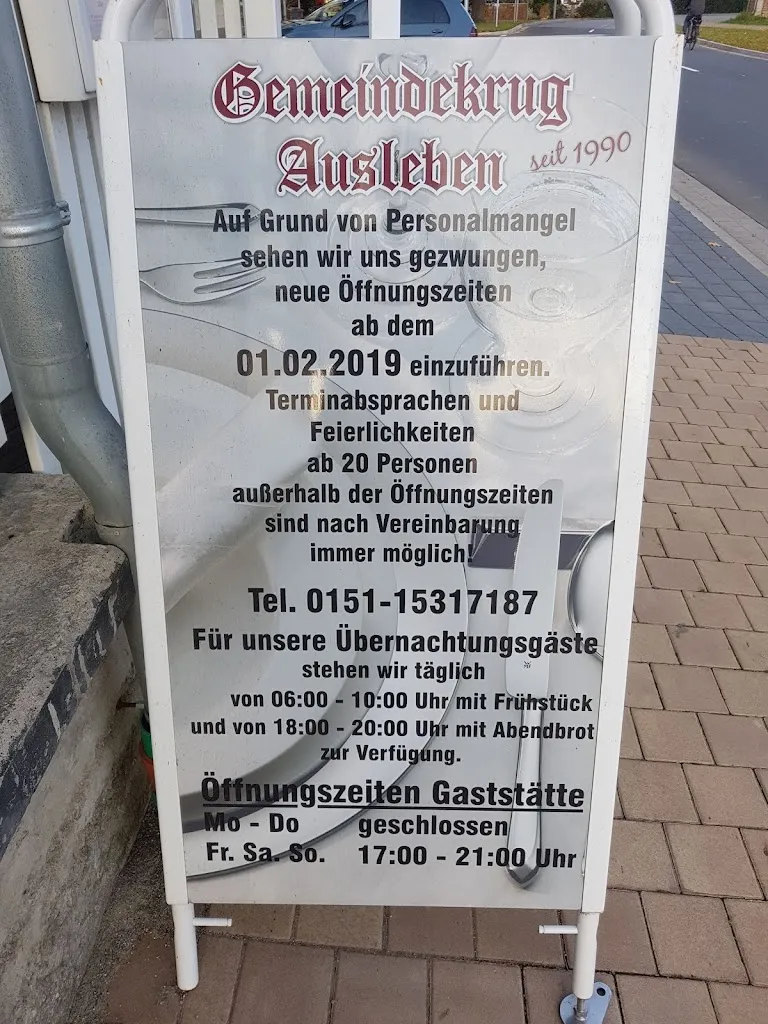 Gemeindekrug
Ausleben seit 1990
Auf Grund von Personalmangel
sehen wir uns gezwungen,
neue Öffnungszeiten
ab dem
01.02.2019 einzuführen.
Terminabsprachen und
Feierlichkeiten
ab 20 Personen
außerhalb der Öffnungszeiten
sind nach Vereinbarung
immer möglich!
Tel. 0151-15317187
Für unsere Übernachtungsgäste
stehen wir täglich
von 06:00 - 10:00 Uhr mit Frühstück
und von 18:00 - 20:00 Uhr mit Abendbrot
zur Verfügung.
Öffnungszeiten Gaststätte
Mo - Do geschlossen
Fr. Sa. So. 17:00 - 21:00 Uhr